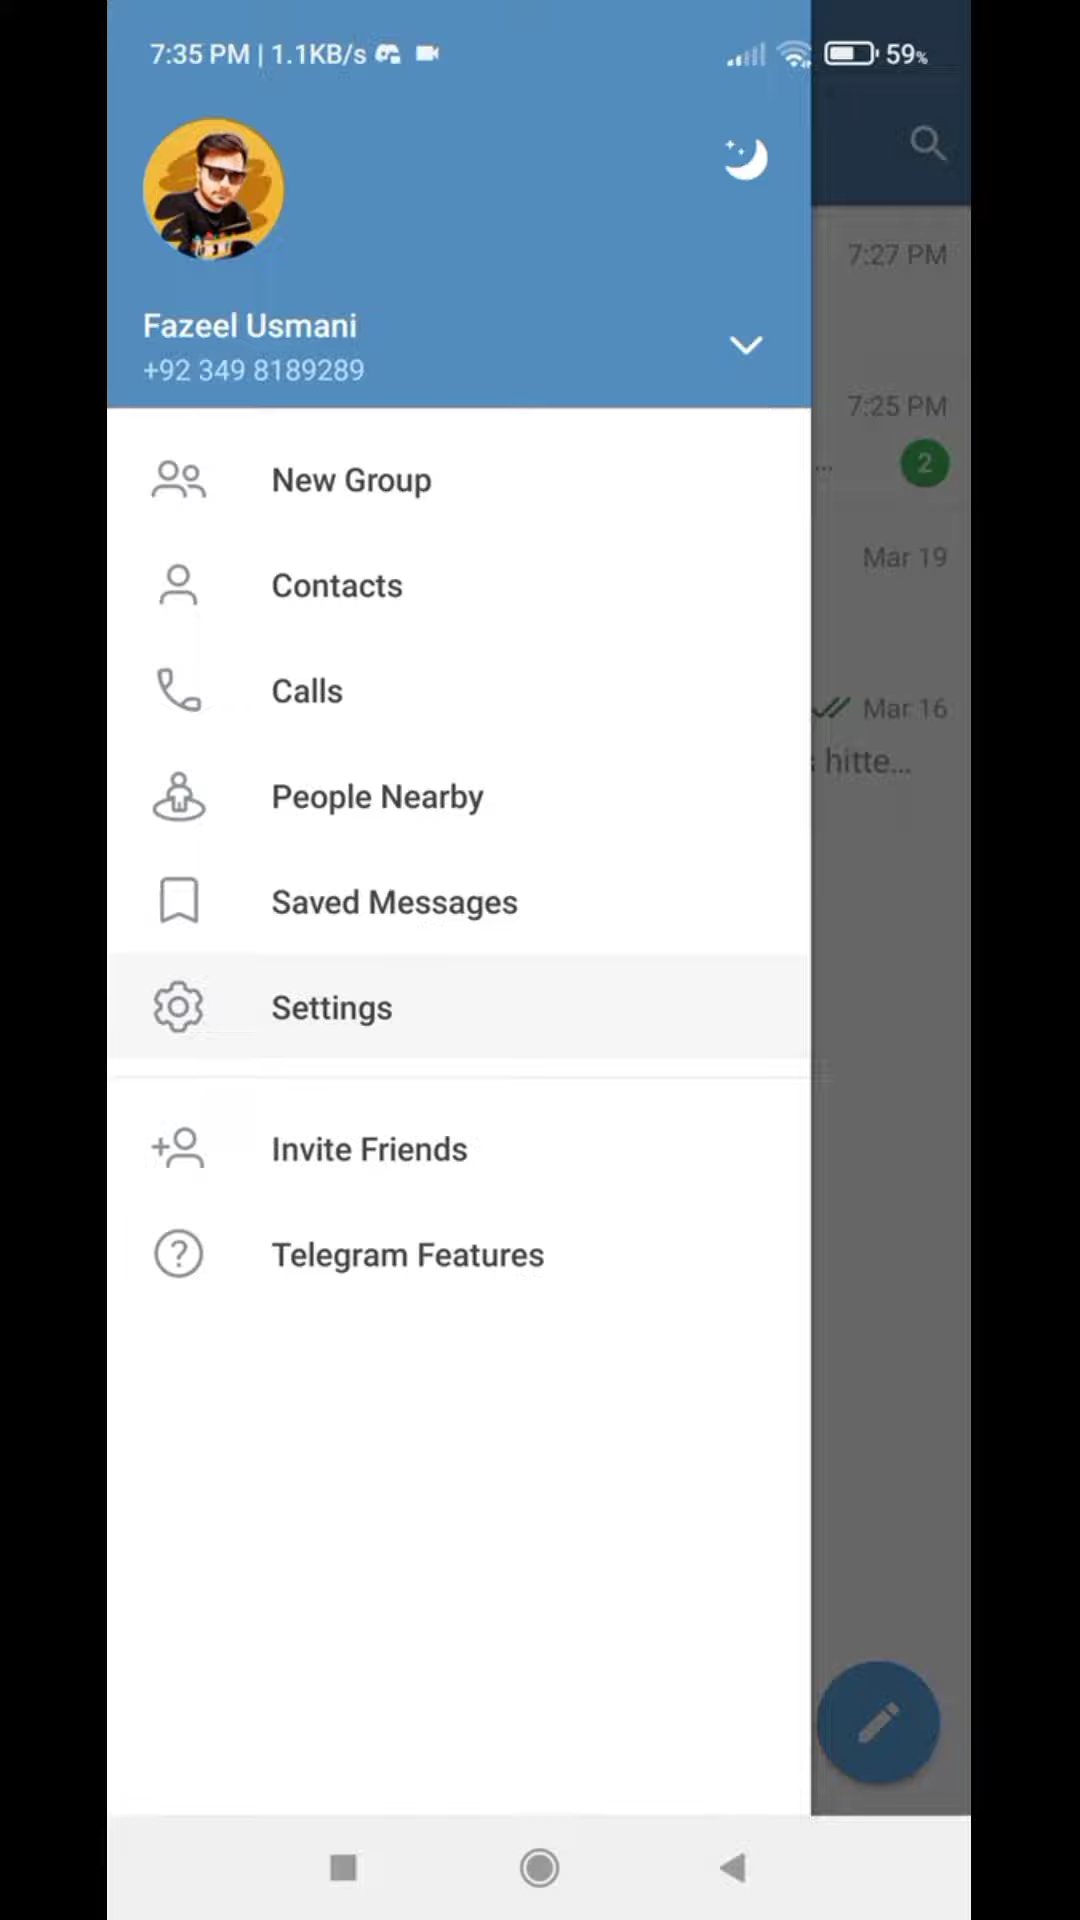 7:35 PM | 1.1KB/s
59%
Fazeel Usmani
+92 349 8189289
7:27 PM
7:25 PM
... 2
New Group
Contacts
Mar 19
Calls
Mar 16
hitte...
People Nearby
Saved Messages
Settings
Invite Friends
Telegram Features